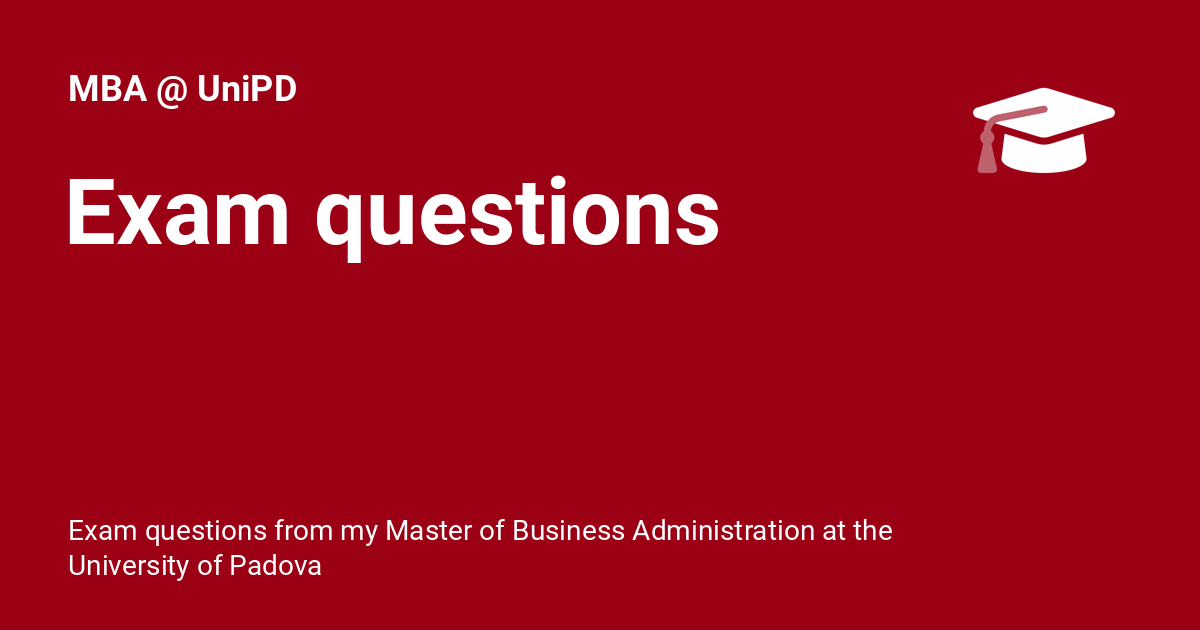 MBA @ UniPD
Exam questions
Exam questions from my Master of Business Administration at the
University of Padova